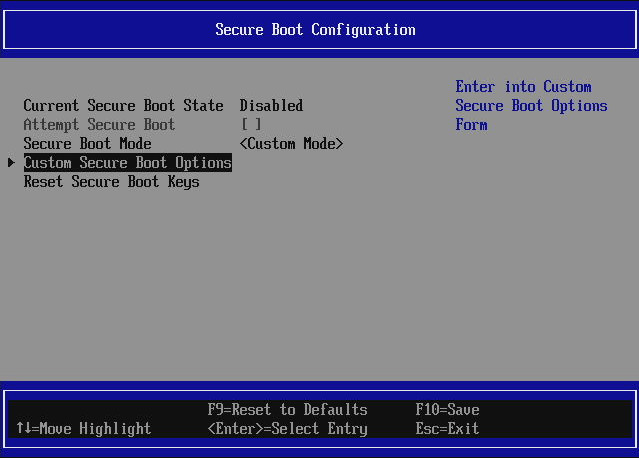 Secure Boot Configuration
Enter into Custom
Current Secure Boot State Disabled Secure Boot Options
Attempt Secure Boot [ ] Form
Secure Boot Mode <Custom Mode>
Custom Secure Boot Options
Reset Secure Boot Keys
F9=Reset to Defaults F10=Save
↑↓=Move Highlight <Enter>=Select Entry Esc=Exit